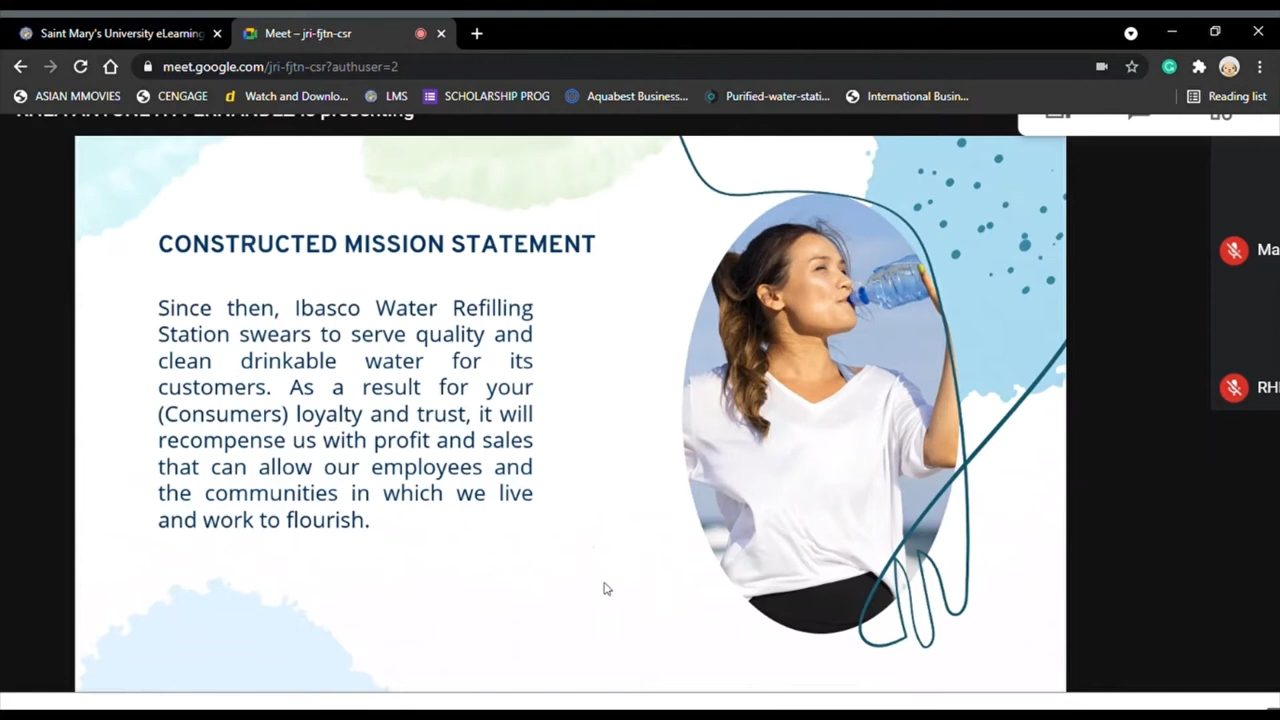 Saint Mary's University eLearning
Meet – jri-fjtn-csr
meet.google.com/jri-fjtn-csr?authuser=2
ASIAN MMOVIES
CENGAGE
Watch and Downlo...
LMS
SCHOLARSHIP PROG
Aquabest Business...
Purified-water-stati...
International Busin...
Reading list
is presenting
CONSTRUCTED MISSION STATEMENT
Since then, Ibasco Water Refilling
Station swears to serve quality and
clean drinkable water for its
customers. As a result for your
(Consumers) loyalty and trust, it will
recompense us with profit and sales
that can allow our employees and
the communities in which we live
and work to flourish.
Ma
RH